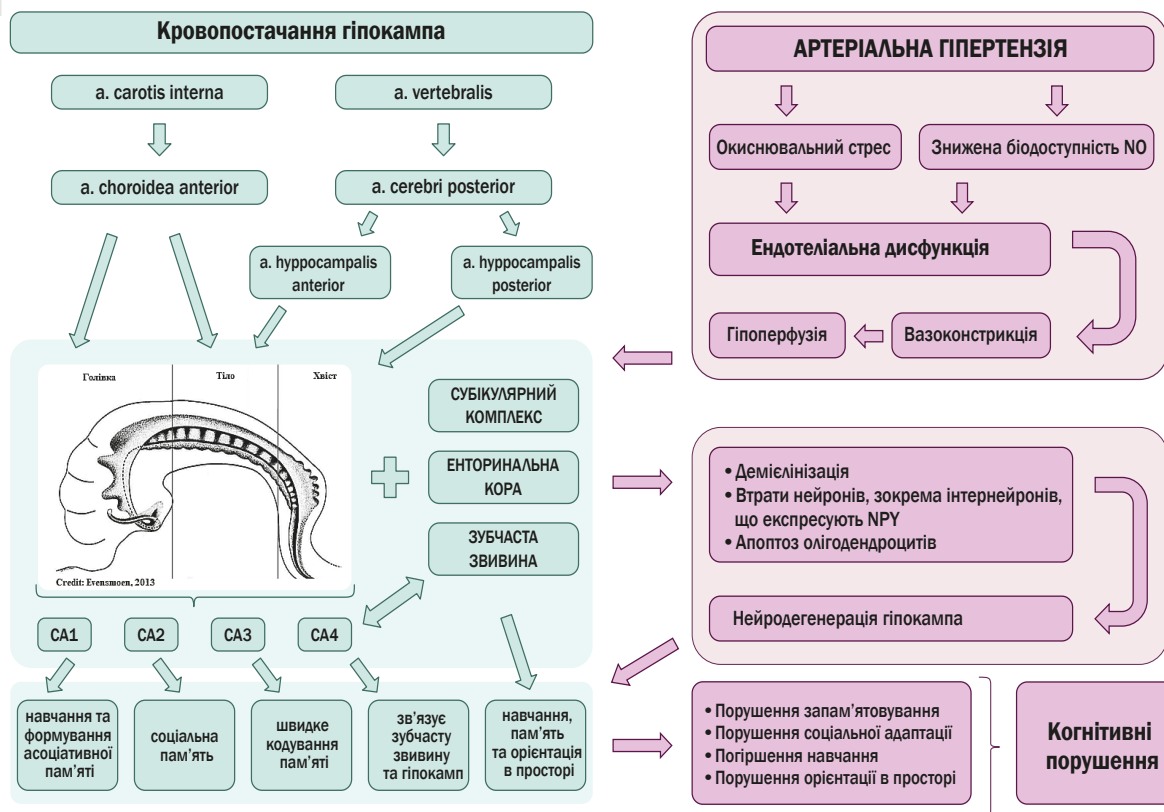 Кровопостачання гіпокампа
a. carotis interna
a. vertebralis
a. choroidea anterior
a. cerebri posterior
a. hyppocampalis
anterior
a. hyppocampalis
posterior
Голівка
Тіло
Хвіст
Credit: Evensmoen, 2013
СУБІКУЛЯРНИЙ
КОМПЛЕКС
ЕНТОРИНАЛЬНА
КОРА
ЗУБЧАСТА
ЗВИВИНА
CA1
CA2
CA3
CA4
навчання та
формування
асоціативної
пам’яті
соціальна
пам’ять
швидке
кодування
пам’яті
зв’язує
зубчасту
звивину
та гіпокамп
навчання,
пам’ять
та орієнтація
в просторі
АРТЕРІАЛЬНА ГІПЕРТЕНЗІЯ
Окиснювальний стрес
Знижена біодоступність NO
Ендотеліальна дисфункція
Гіпоперфузія
Вазоконстрикція
• Демієлінізація
• Втрати нейронів, зокрема інтернейронів,
що експресують NPY
• Апоптоз олігодендроцитів
Нейродегенерація гіпокампа
• Порушення запам’ятовування
• Порушення соціальної адаптації
• Погіршення навчання
• Порушення орієнтації в просторі
Когнітивні
порушення